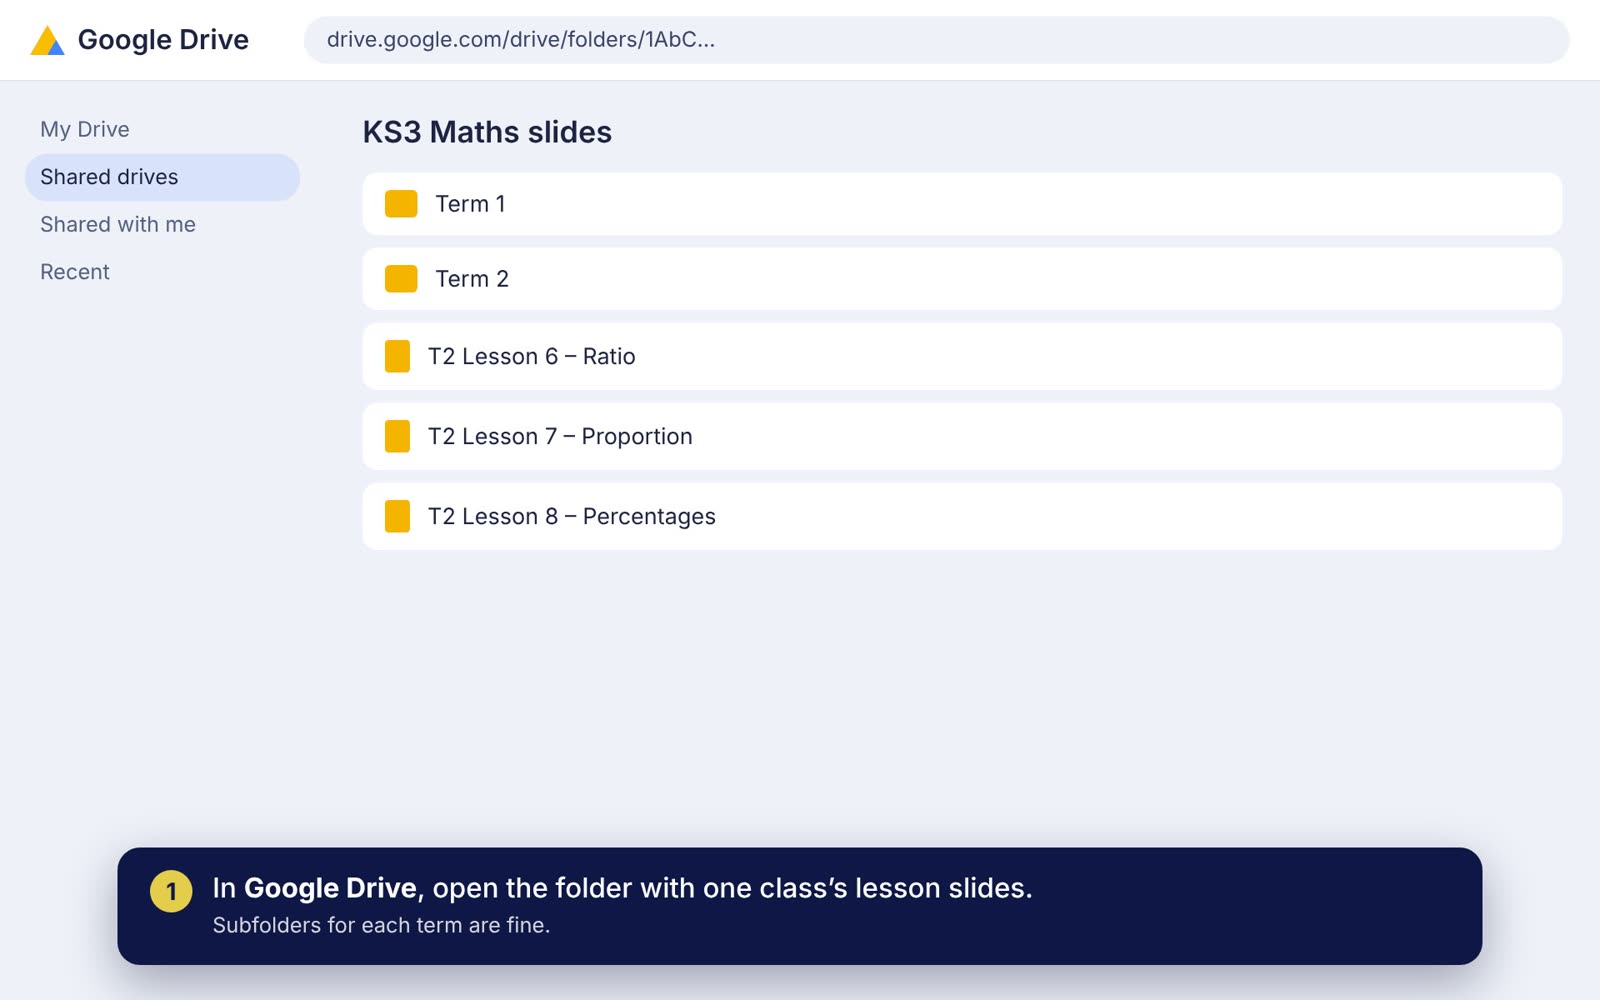 Google Drive
drive.google.com/drive/folders/1AbC...
My Drive
Shared drives
Shared with me
Recent
KS3 Maths slides
Term 1
Term 2
T2 Lesson 6 – Ratio
T2 Lesson 7 – Proportion
T2 Lesson 8 – Percentages
1
In Google Drive, open the folder with one class’s lesson slides.
Subfolders for each term are fine.